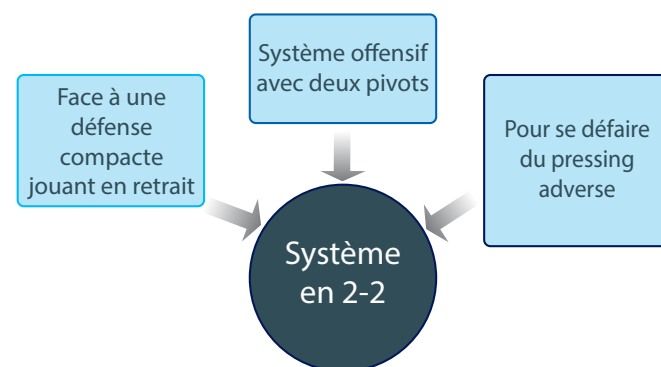 Face à une
défense
compacte
jouant en retrait
Système offensif
avec deux pivots
Pour se défaire
du pressing
adverse
Système
en 2-2